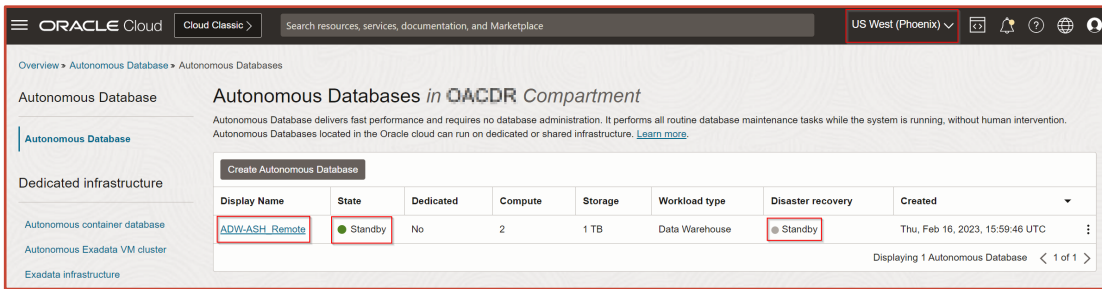 ORACLE Cloud
Cloud Classic >
Search resources, services, documentation, and Marketplace
US West (Phoenix)
Overview » Autonomous Database » Autonomous Databases
Autonomous Database
Autonomous Database
Dedicated infrastructure
Autonomous container database
Autonomous Exadata VM cluster
Exadata infrastructure
Autonomous Databases in OACDR Compartment
Autonomous Database delivers fast performance and requires no database administration. It performs all routine database maintenance tasks while the system is running, without human intervention.
Autonomous Databases located in the Oracle cloud can run on dedicated or shared infrastructure. Learn more.
Create Autonomous Database
Display Name State Dedicated Compute Storage Workload type Disaster recovery Created
ADW-ASH_Remote Standby No 2 1 TB Data Warehouse Standby Thu, Feb 16, 2023, 15:59:46 UTC
Displaying 1 Autonomous Database < 1 of 1 >